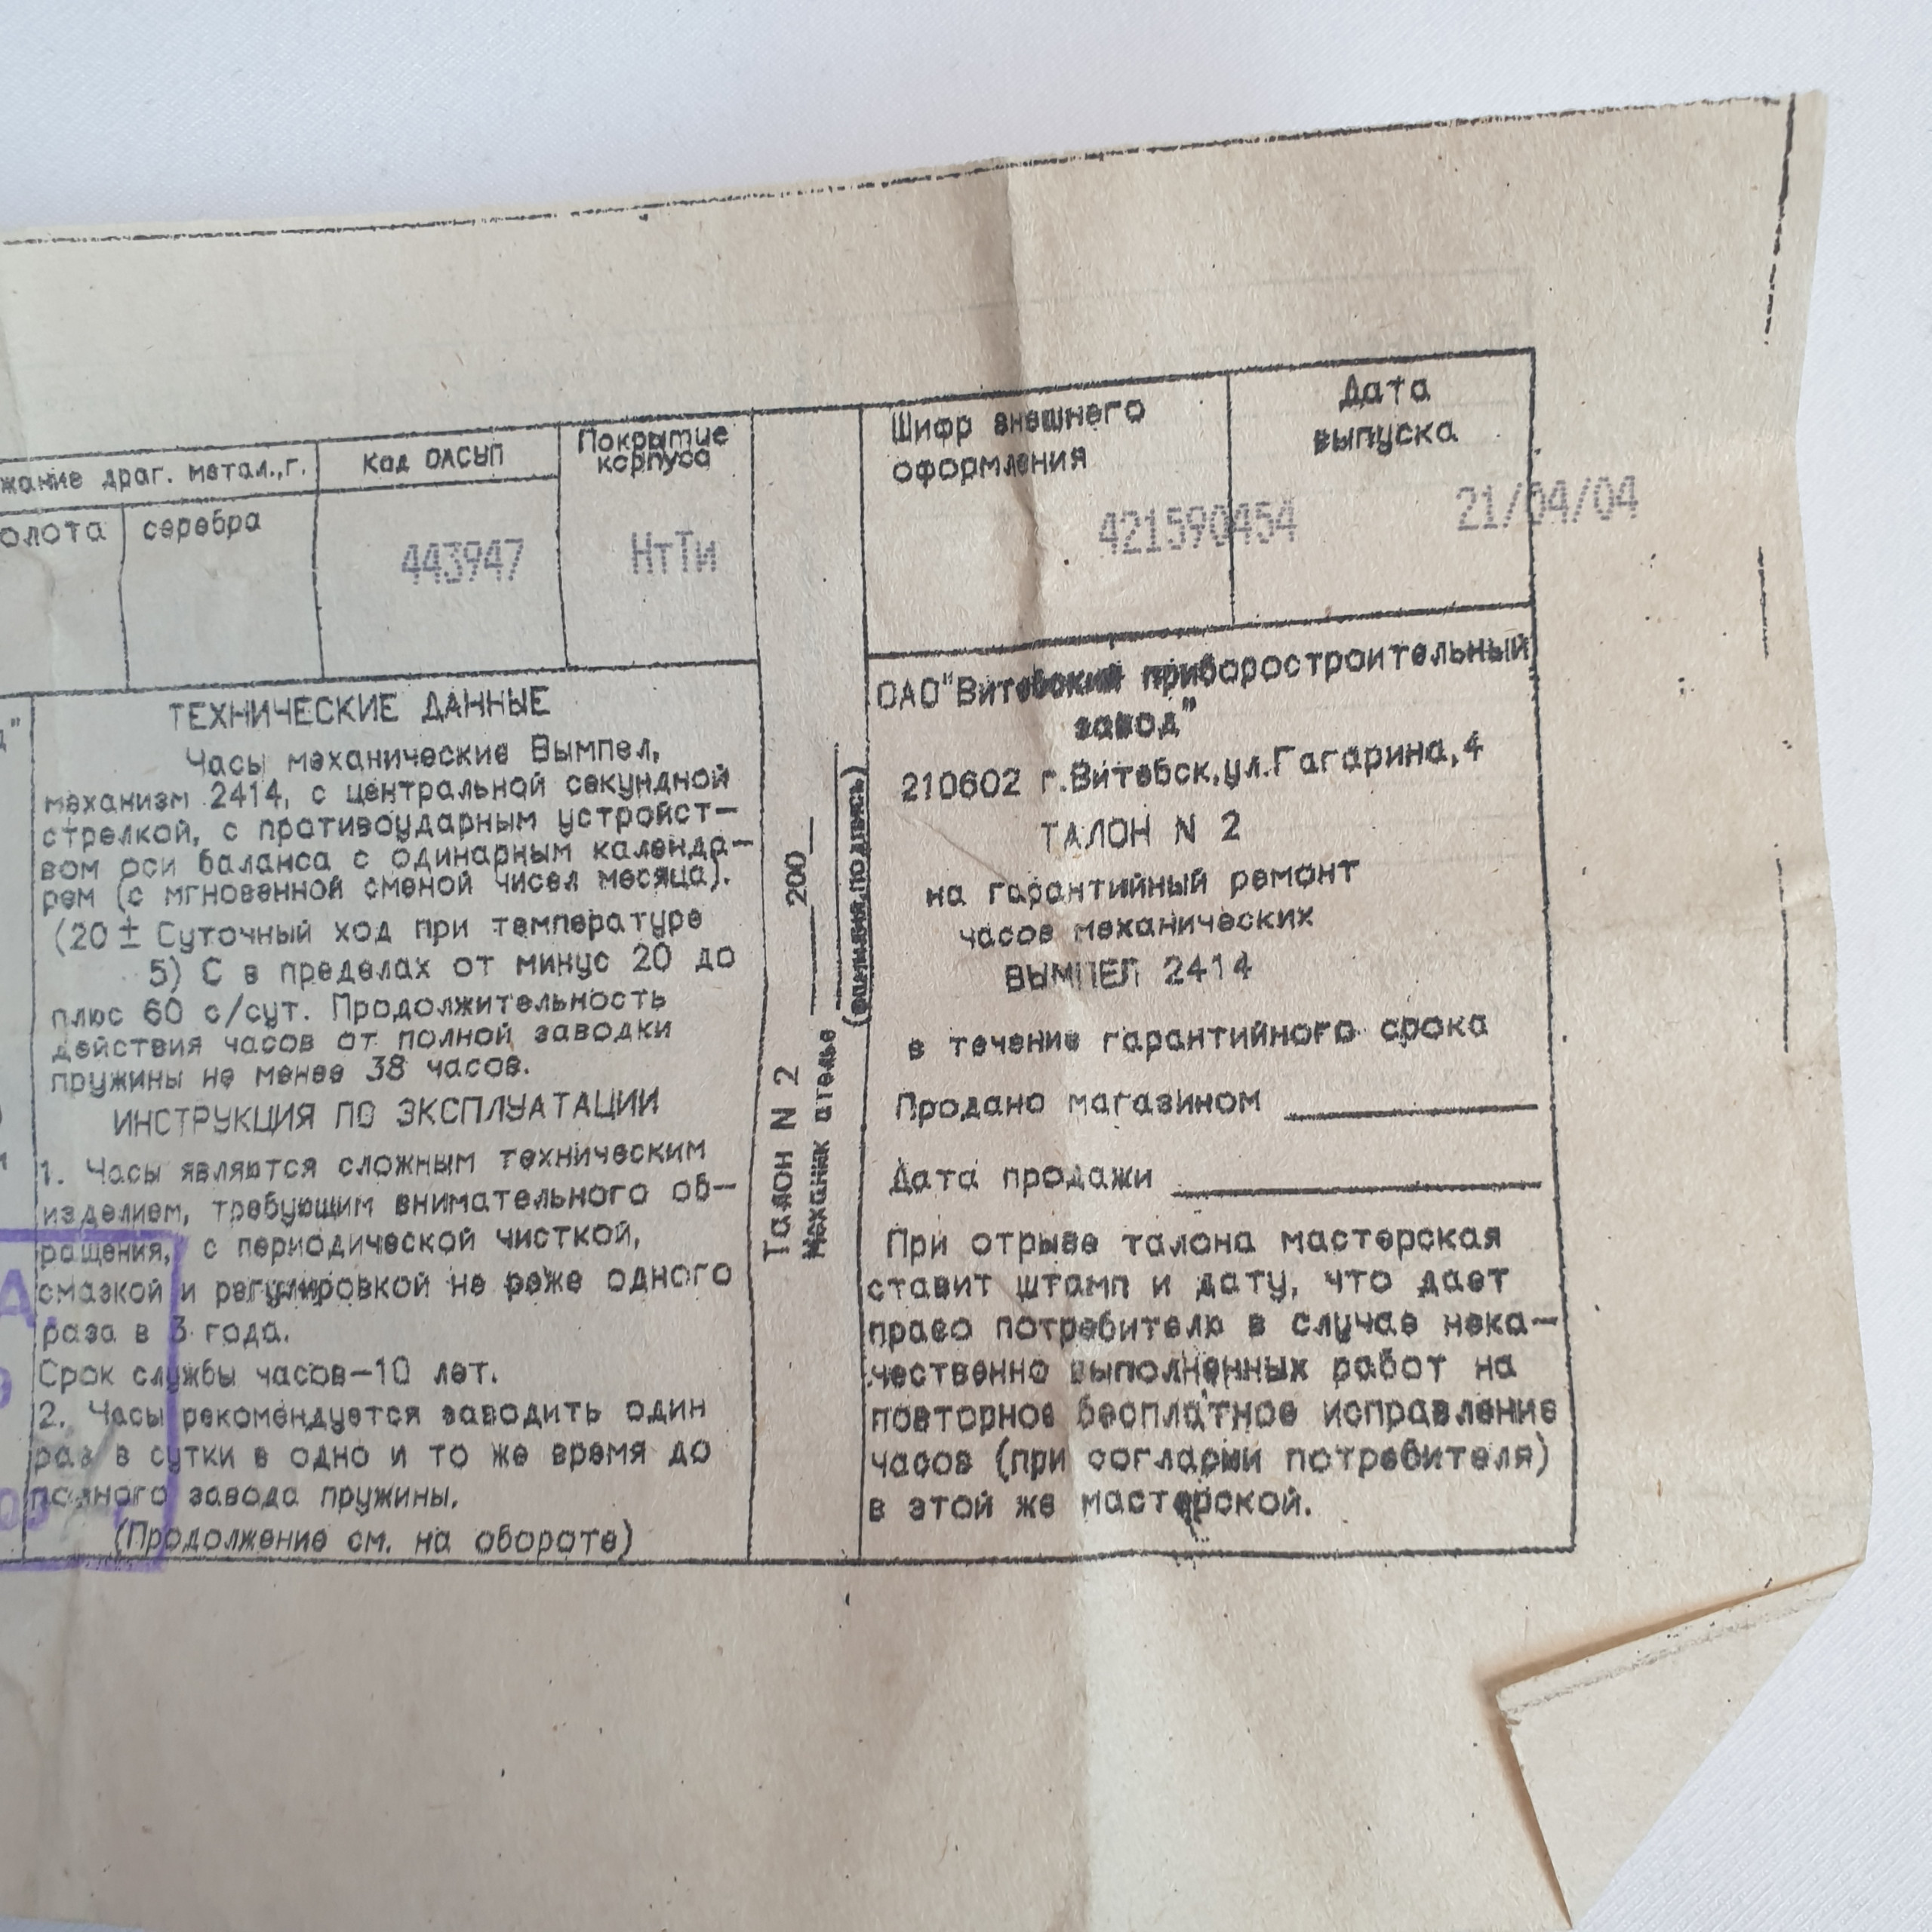 жание драг. метал.,г.
олота
серебра
Код ОАСУП
443947
Покрытие
корпуса
НтТи
Шифр внешнего
оформления
421590454
Дата
выпуска
21/04/04
ТЕХНИЧЕСКИЕ ДАННЫЕ
Часы механические Вымпел,
механизм 2414, с центральной секундной
стрелкой, с противоударным устройст-
вом оси баланса с одинарным календа-
рем (с мгновенной сменой чисел месяца).
(20 ± Суточный ход при температуре
5) С в пределах от минус 20 до
плюс 60 с/сут. Продолжительность
действия часов от полной заводки
пружины не менее 38 часов.
ИНСТРУКЦИЯ ПО ЭКСПЛУАТАЦИИ
1. Часы являются сложным техническим
изделием, требующим внимательного об-
ращения, с периодической чисткой,
смазкой и регулировкой не реже одного
раза в 3 года.
Срок службы часов-10 лет.
2. Часы рекомендуется заводить один
раз в сутки в одно и то же время до
полного завода пружины.
(Продолжение см. на обороте)
Талон N 2 200
Механик ателье
(фамилия,подпись)
ОАО"Витебский приборостроительный
завод"
210602 г.Витебск,ул.Гагарина,4
ТАЛОН N 2
на гарантийный ремонт
часов механических
ВЫМПЕЛ 2414
в течение гарантийного срока
Продано магазином
Дата продажи
При отрыве талона мастерская
ставит штамп и дату, что дает
право потребителю в случае нека-
чественно выполненных работ на
повторное бесплатное исправление
часов (при согласии потребителя)
в этой же мастерской.